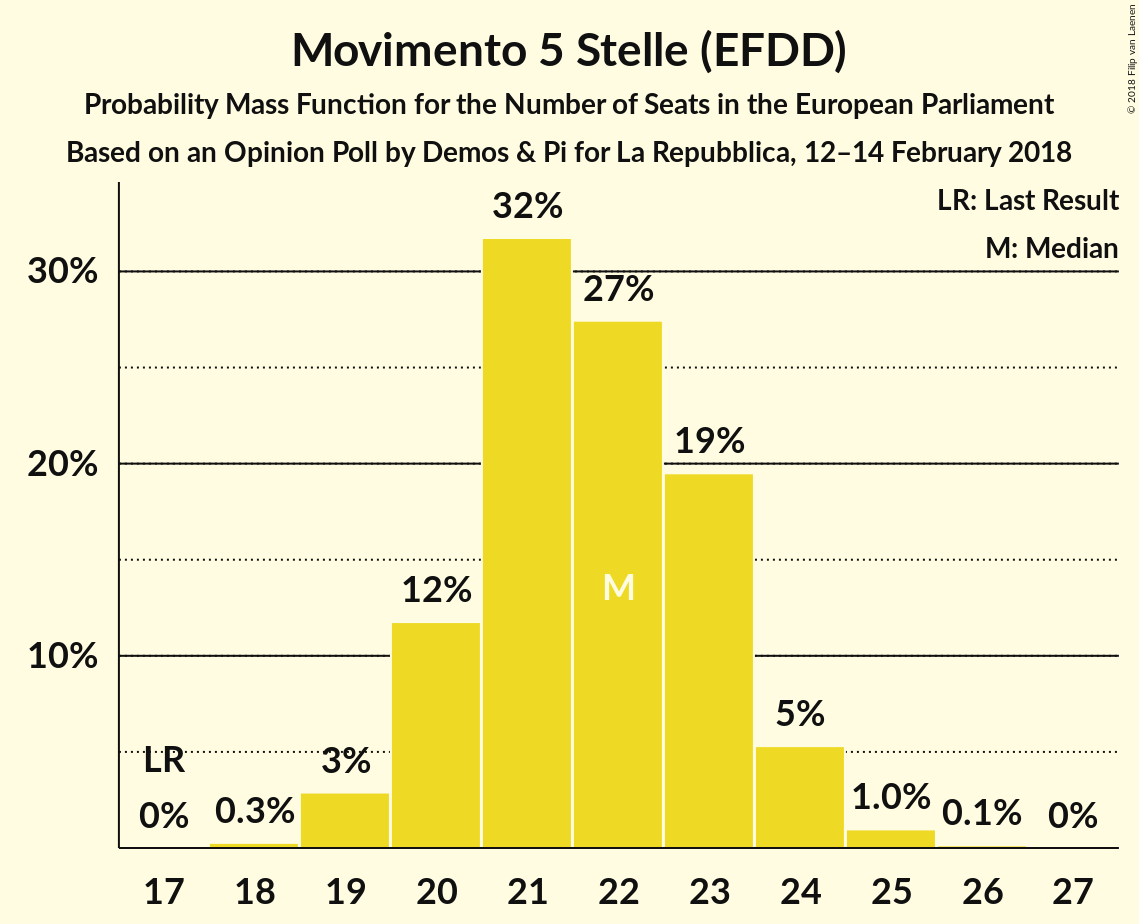 Movimento 5 Stelle (EFDD)
Probability Mass Function for the Number of Seats in the European Parliament
Based on an Opinion Poll by Demos & Pi for La Repubblica, 12–14 February 2018
© 2018 Filip van Laenen
LR: Last Result
M: Median
32%
30%
27%
20%
19%
12%
M
10%
5%
LR
3%
0%
0.3%
1.0%
0.1%
0%
17 18 19 20 21 22 23 24 25 26 27